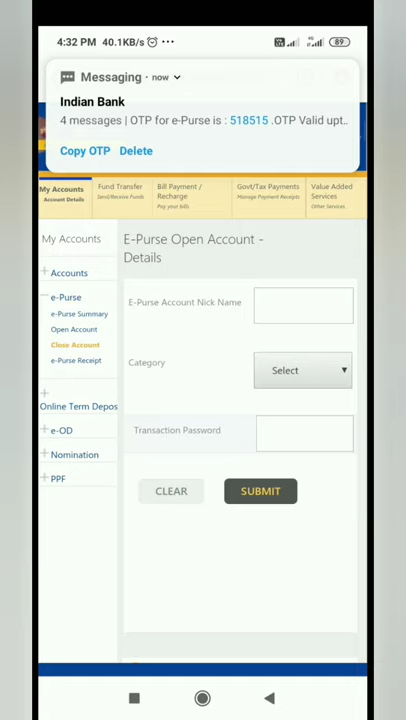 4:32 PM 40.1KB/s ...
89
Messaging • now
Indian Bank
4 messages | OTP for e-Purse is : 518515 .OTP Valid upt..
Copy OTP Delete
My Accounts
Account Details
Fund Transfer
Send/Receive Funds
Bill Payment / Recharge
Pay your bills
Govt/Tax Payments
Manage Payment Receipts
Value Added Services
Other Services
My Accounts
Accounts
e-Purse
e-Purse Summary
Open Account
Close Account
e-Purse Receipt
Online Term Depos
e-OD
Nomination
PPF
E-Purse Open Account -
Details
E-Purse Account Nick Name
Category
Select
Transaction Password
CLEAR SUBMIT